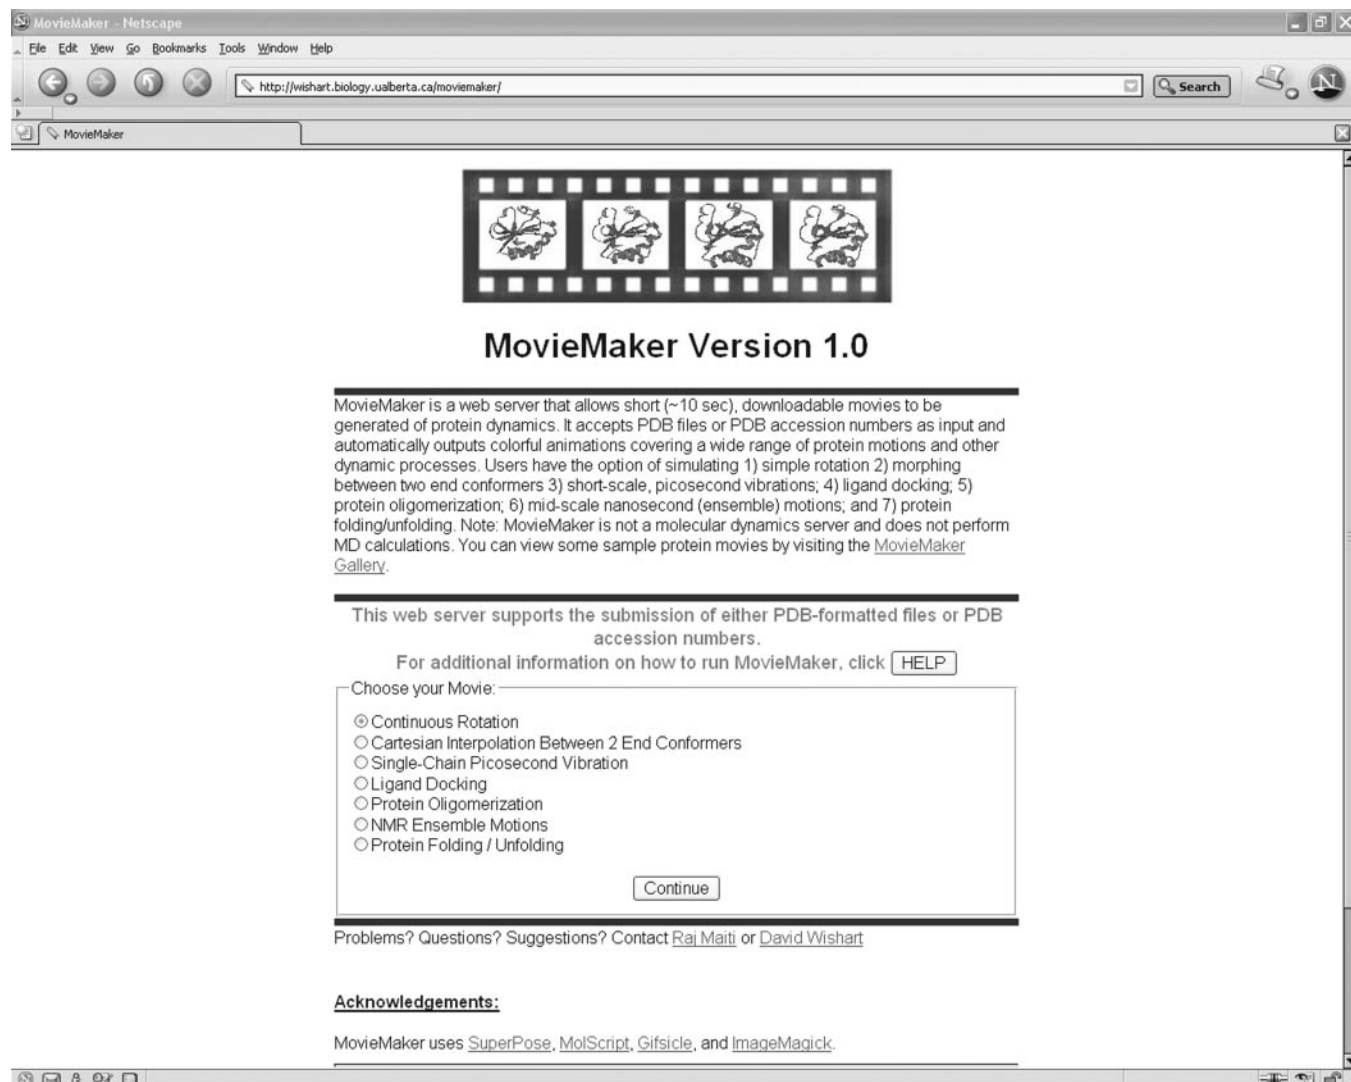 MovieMaker - Netscape
File Edit View Go Bookmarks Tools Window Help
http://wishart.biology.ualberta.ca/moviemaker/
Search
N
MovieMaker
MovieMaker Version 1.0
MovieMaker is a web server that allows short (~10 sec), downloadable movies to be
generated of protein dynamics. It accepts PDB files or PDB accession numbers as input and
automatically outputs colorful animations covering a wide range of protein motions and other
dynamic processes. Users have the option of simulating 1) simple rotation 2) morphing
between two end conformers 3) short-scale, picosecond vibrations; 4) ligand docking; 5)
protein oligomerization; 6) mid-scale nanosecond (ensemble) motions; and 7) protein
folding/unfolding. Note: MovieMaker is not a molecular dynamics server and does not perform
MD calculations. You can view some sample protein movies by visiting the MovieMaker
Gallery.
This web server supports the submission of either PDB-formatted files or PDB
accession numbers.
For additional information on how to run MovieMaker, click HELP
Choose your Movie:
Continuous Rotation
Cartesian Interpolation Between 2 End Conformers
Single-Chain Picosecond Vibration
Ligand Docking
Protein Oligomerization
NMR Ensemble Motions
Protein Folding / Unfolding
Continue
Problems? Questions? Suggestions? Contact Raj Maiti or David Wishart
Acknowledgements:
MovieMaker uses SuperPose, MolScript, Gifsicle, and ImageMagick.